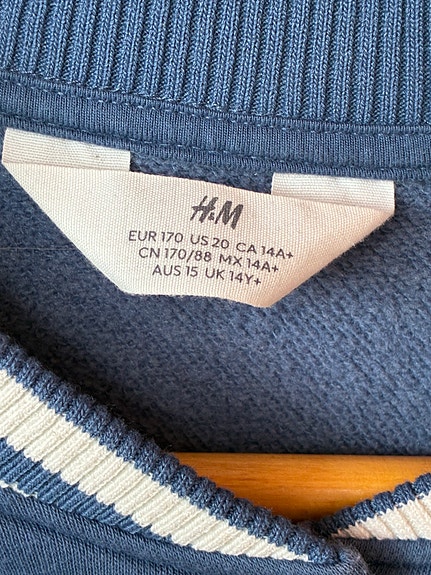 H&M
EUR 170 US 20 CA 14A+
CN 170/88 MX 14A+
AUS 15 UK 14Y+